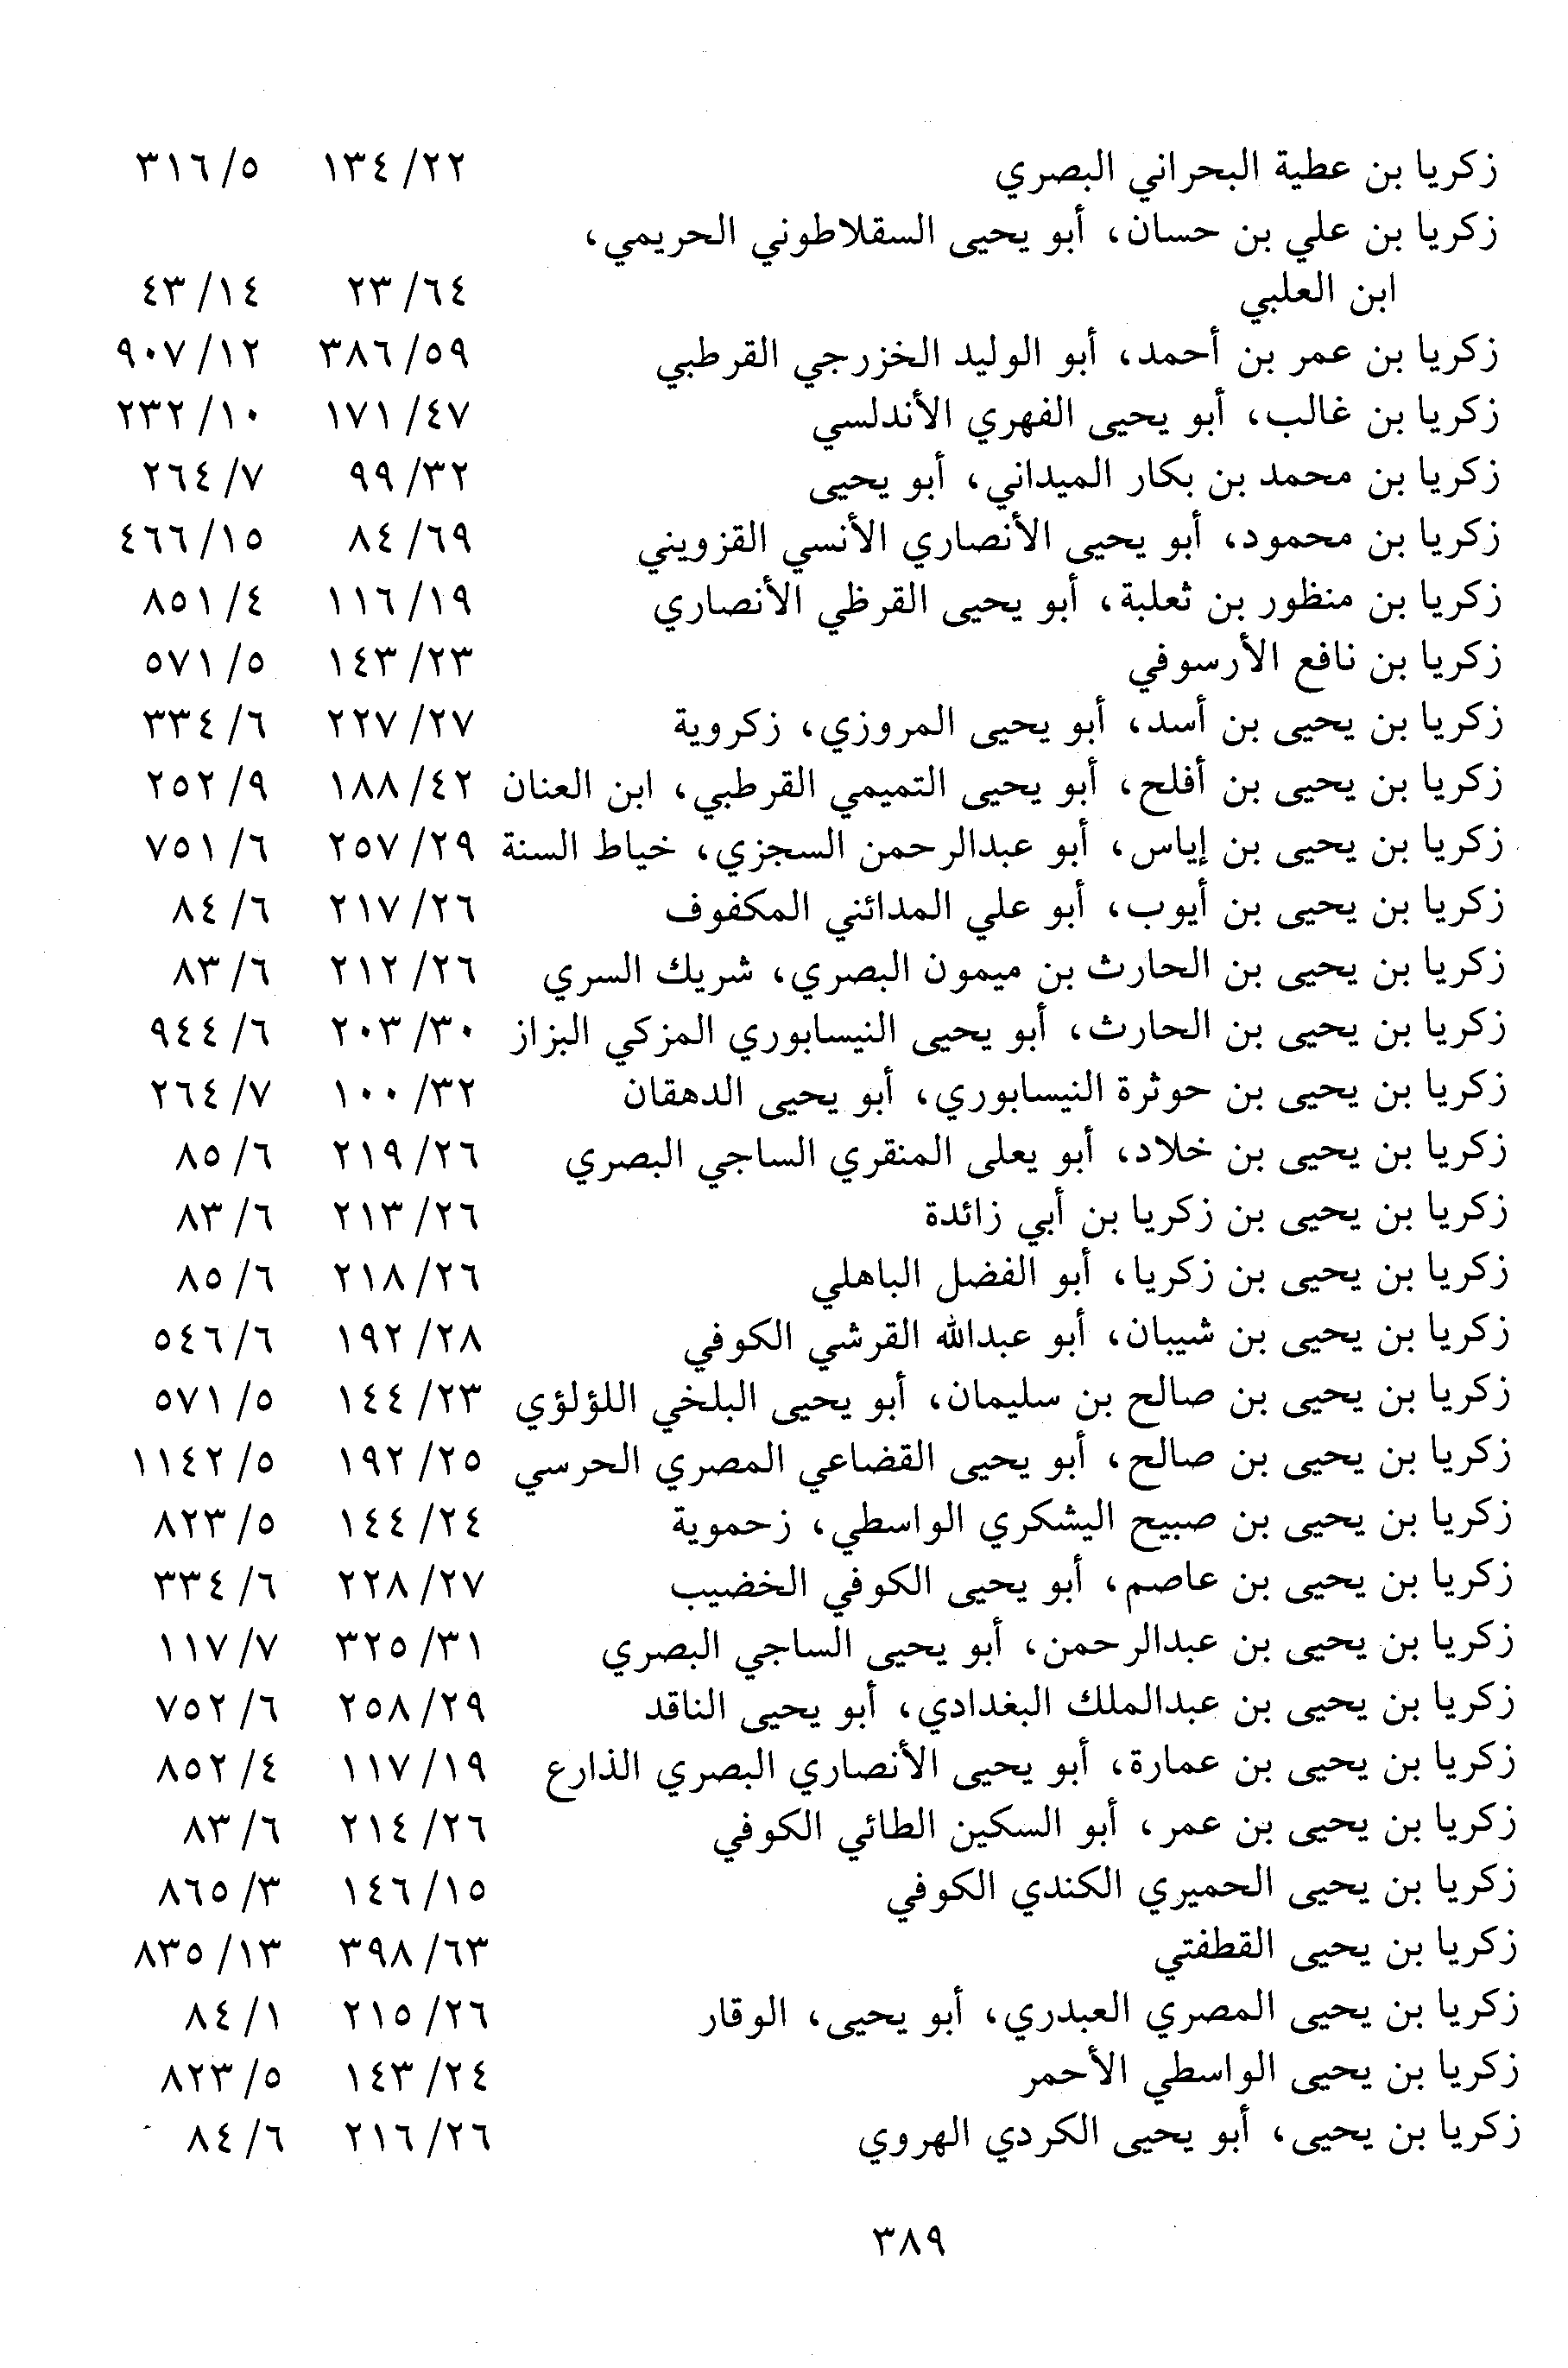 زكريا بن عطية البحراني البصري ٢٢/ ١٣٤ ٥/ ٣١٦
زكريا بن علي بن حسان، أبو يحيى السقلاطوني الحريمي،
ابن العلبي ٦٤/ ٢٣ ١٤/ ٤٣
زكريا بن عمر بن أحمد، أبو الوليد الخزرجي القرطبي ٥٩/ ٣٨٦ ١٢/ ٩٠٧
زكريا بن غالب، أبو يحيى الفهري الأندلسي ٤٧/ ١٧١ ١٠/ ٢٣٢
زكريا بن محمد بن بكار الميداني، أبو يحيى ٣٢/ ٩٩ ٧/ ٢٦٤
زكريا بن محمود، أبو يحيى الأنصاري الأنسي القزويني ٦٩/ ٨٤ ١٥/ ٤٦٦
زكريا بن منظور بن ثعلبة، أبو يحيى القرظي الأنصاري ١٩/ ١١٦ ٤/ ٨٥١
زكريا بن نافع الأرسوفي ٢٣/ ١٤٣ ٥/ ٥٧١
زكريا بن يحيى بن أسد، أبو يحيى المروزي، زكروية ٢٧/ ٢٢٧ ٦/ ٣٣٤
زكريا بن يحيى بن أفلح، أبو يحيى التميمي القرطبي، ابن العنان ٤٢/ ١٨٨ ٩/ ٢٥٢
زكريا بن يحيى بن إياس، أبو عبدالرحمن السجزي، خياط السنة ٢٩/ ٢٥٧ ٦/ ٧٥١
زكريا بن يحيى بن أيوب، أبو علي المدائني المكفوف ٢٦/ ٢١٧ ٦/ ٨٤
زكريا بن يحيى بن الحارث بن ميمون البصري، شريك السري ٢٦/ ٢١٢ ٦/ ٨٣
زكريا بن يحيى بن الحارث، أبو يحيى النيسابوري المزكي البزاز ٣٠/ ٢٠٣ ٦/ ٩٤٤
زكريا بن يحيى بن حوثرة النيسابوري، أبو يحيى الدهقان ٣٢/ ١٠٠ ٧/ ٢٦٤
زكريا بن يحيى بن خلاد، أبو يعلى المنقري الساجي البصري ٢٦/ ٢١٩ ٦/ ٨٥
زكريا بن يحيى بن زكريا بن أبي زائدة ٢٦/ ٢١٣ ٦/ ٨٣
زكريا بن يحيى بن زكريا، أبو الفضل الباهلي ٢٦/ ٢١٨ ٦/ ٨٥
زكريا بن يحيى بن شيبان، أبو عبدالله القرشي الكوفي ٢٨/ ١٩٢ ٦/ ٥٤٦
زكريا بن يحيى بن صالح بن سليمان، أبو يحيى البلخي اللؤلؤي ٢٣/ ١٤٤ ٥/ ٥٧١
زكريا بن يحيى بن صالح، أبو يحيى القضاعي المصري الحرسي ٢٥/ ١٩٢ ٥/ ١١٤٢
زكريا بن يحيى بن صبيح اليشكري الواسطي، زحموية ٢٤/ ١٤٤ ٥/ ٨٢٣
زكريا بن يحيى بن عاصم، أبو يحيى الكوفي الخضيب ٢٧/ ٢٢٨ ٦/ ٣٣٤
زكريا بن يحيى بن عبدالرحمن، أبو يحيى الساجي البصري ٣١/ ٣٢٥ ٧/ ١١٧
زكريا بن يحيى بن عبدالملك البغدادي، أبو يحيى الناقد ٢٩/ ٢٥٨ ٦/ ٧٥٢
زكريا بن يحيى بن عمارة، أبو يحيى الأنصاري البصري الذارع ١٩/ ١١٧ ٤/ ٨٥٢
زكريا بن يحيى بن عمر، أبو السكين الطائي الكوفي ٢٦/ ٢١٤ ٦/ ٨٣
زكريا بن يحيى الحميري الكندي الكوفي ١٥/ ١٤٦ ٣/ ٨٦٥
زكريا بن يحيى القطفتي ٦٣/ ٣٩٨ ١٣/ ٨٣٥
زكريا بن يحيى المصري العبدري، أبو يحيى، الوقار ٢٦/ ٢١٥ ١/ ٨٤
زكريا بن يحيى الواسطي الأحمر ٢٤/ ١٤٣ ٥/ ٨٢٣
زكريا بن يحيى، أبو يحيى الكردي الهروي ٢٦/ ٢١٦ ٦/ ٨٤
٣٨٩